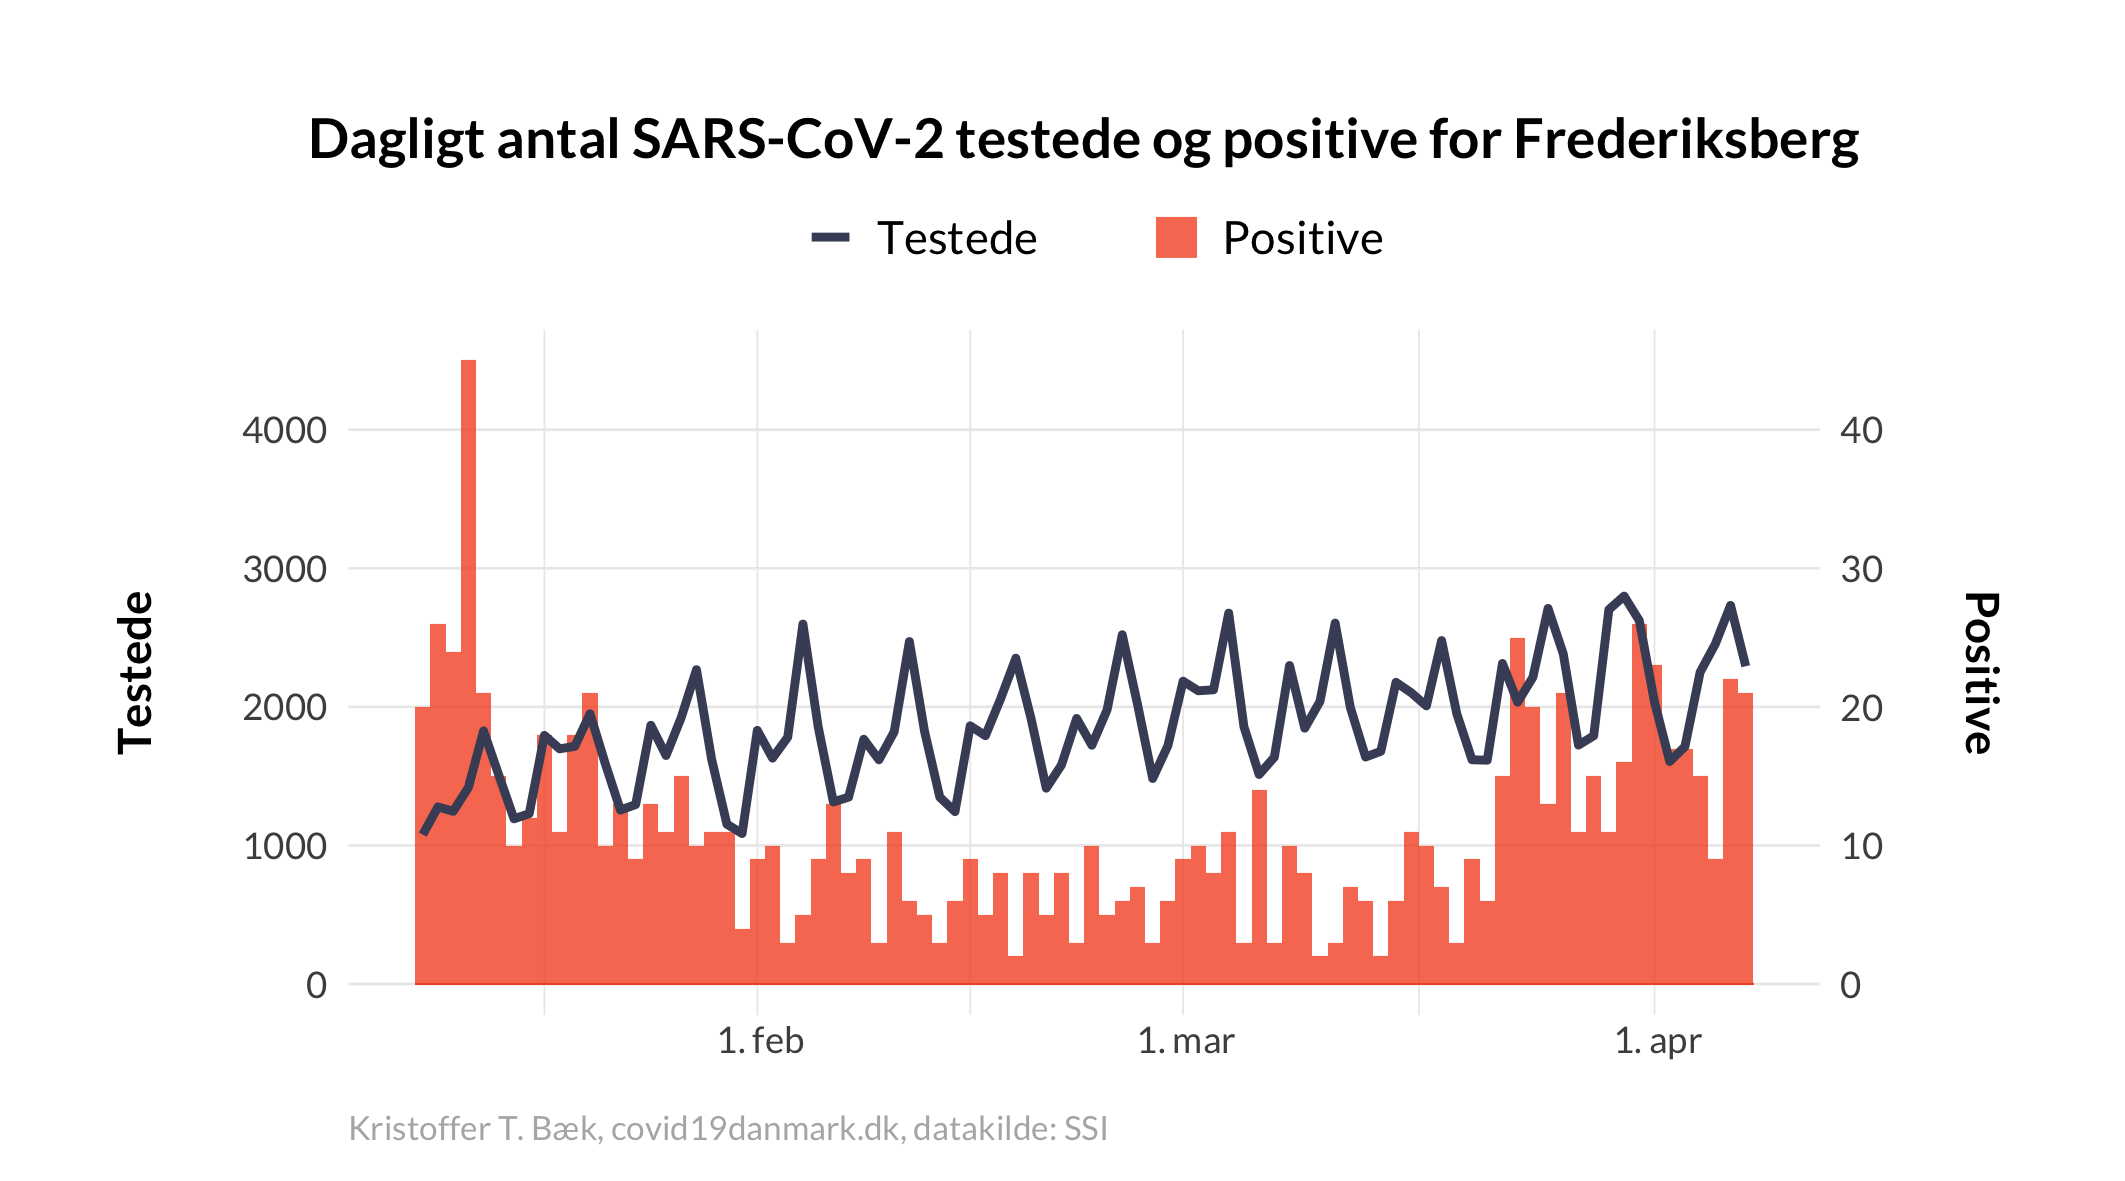 Dagligt antal SARS-CoV-2 testede og positive for Frederiksberg
Testede
Positive
4000
3000
2000
1000
0
Testede
40
30
20
10
0
Positive
1. feb
1. mar
1. apr
Kristoffer T. Bæk, covid19danmark.dk, datakilde: SSI